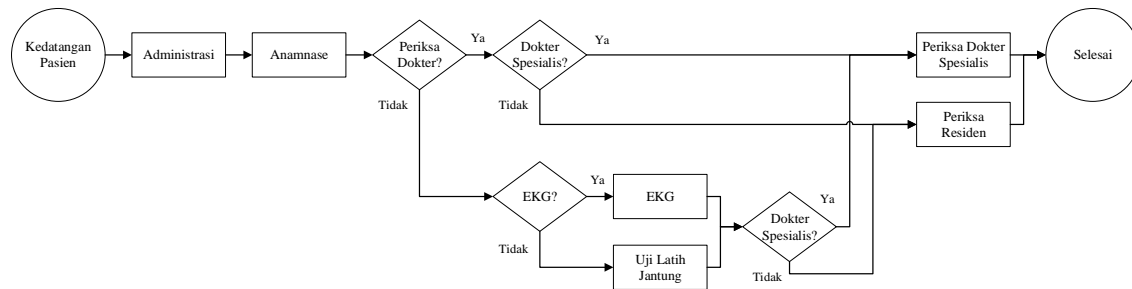 Kedatangan
Pasien
Administrasi
Anamnase
Periksa
Dokter?
Ya
Tidak
Dokter
Spesialis?
Ya
Tidak
Periksa Dokter
Spesialis
Selesai
Periksa
Residen
EKG?
Ya
Tidak
EKG
Uji Latih
Jantung
Dokter
Spesialis?
Ya
Tidak